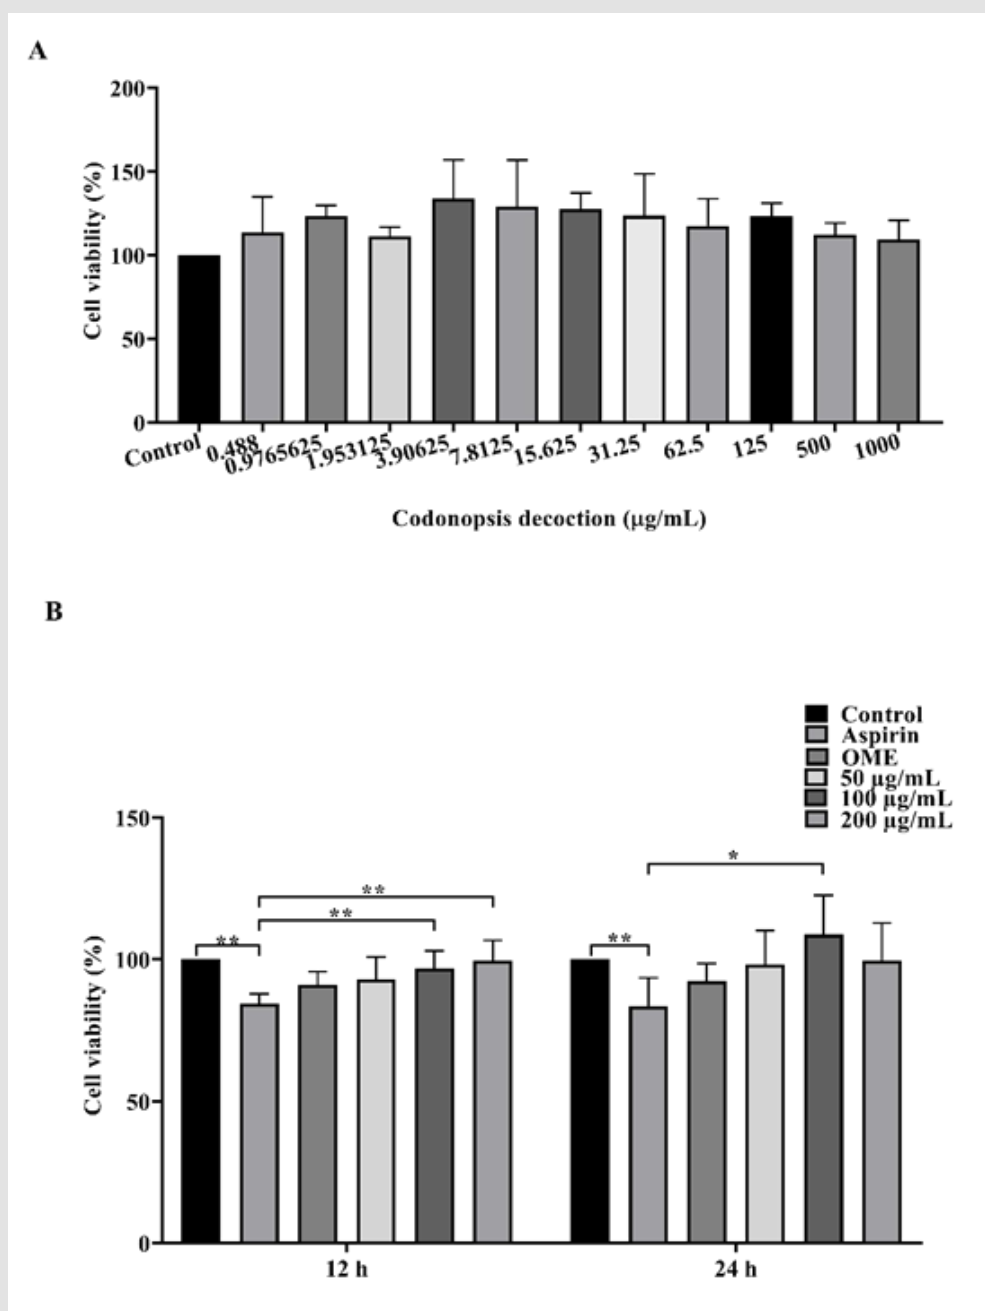 A
200
150
100
50
0
Cell viability (%)
Control 0.488 0.9765625 1.953125 3.90625 7.8125 15.625 31.25 62.5 125 500 1000
Codonopsis decoction (μg/mL)
B
Control
Aspirin
OME
50 μg/mL
100 μg/mL
200 μg/mL
150
100
50
0
Cell viability (%)
**
**
**
**
*
12 h 24 h